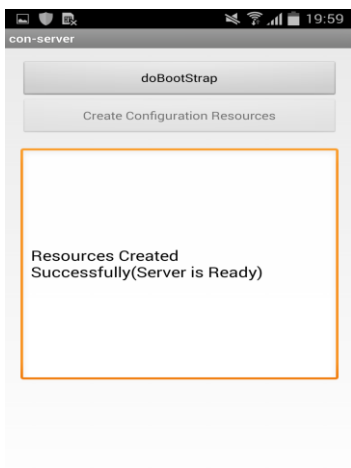 19:59
con-server
doBootStrap
Create Configuration Resources
Resources Created
Successfully(Server is Ready)